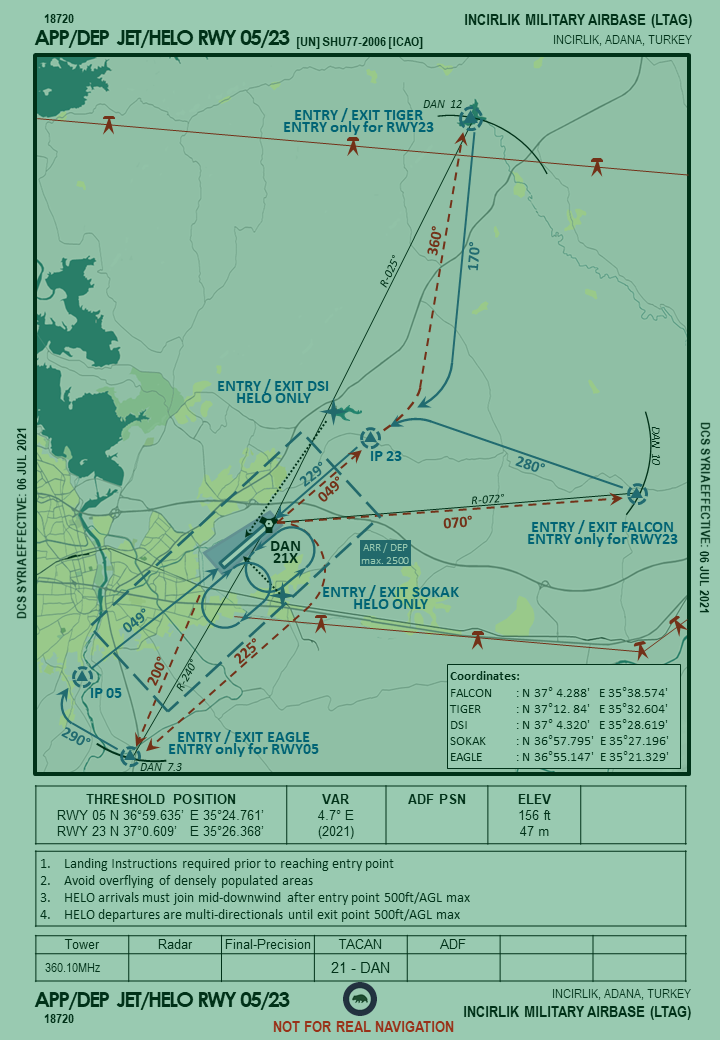 18720
INCIRLIK MILITARY AIRBASE (LTAG)
APP/DEP JET/HELO RWY 05/23 [UN] SHU77-2006 [ICAO]
INCIRLIK, ADANA, TURKEY
DAN 12
ENTRY / EXIT TIGER
ENTRY only for RWY23
360°
170°
R-025°
ENTRY / EXIT DSI
HELO ONLY
IP 23
229°
049°
280°
DAN 10
R-072°
070°
ENTRY / EXIT FALCON
ENTRY only for RWY23
DAN
21X
ARR / DEP
max. 2500
ENTRY / EXIT SOKAK
HELO ONLY
049°
225°
200°
R-240°
IP 05
290°
ENTRY / EXIT EAGLE
ENTRY only for RWY05
DAN 7.3
Coordinates:
FALCON : N 37° 4.288' E 35°38.574'
TIGER : N 37°12. 84' E 35°32.604'
DSI : N 37° 4.320' E 35°28.619'
SOKAK : N 36°57.795' E 35°27.196'
EAGLE : N 36°55.147' E 35°21.329'
DCS SYRIA EFFECTIVE: 06 JUL 2021
DCS SYRIA EFFECTIVE: 06 JUL 2021
THRESHOLD POSITION VAR ADF PSN ELEV
RWY 05 N 36°59.635' E 35°24.761' 4.7° E 156 ft
RWY 23 N 37°0.609' E 35°26.368' (2021) 47 m
1. Landing Instructions required prior to reaching entry point
2. Avoid overflying of densely populated areas
3. HELO arrivals must join mid-downwind after entry point 500ft/AGL max
4. HELO departures are multi-directionals until exit point 500ft/AGL max
Tower Radar Final-Precision TACAN ADF
360.10MHz 21 - DAN
APP/DEP JET/HELO RWY 05/23
INCIRLIK, ADANA, TURKEY
18720
INCIRLIK MILITARY AIRBASE (LTAG)
NOT FOR REAL NAVIGATION